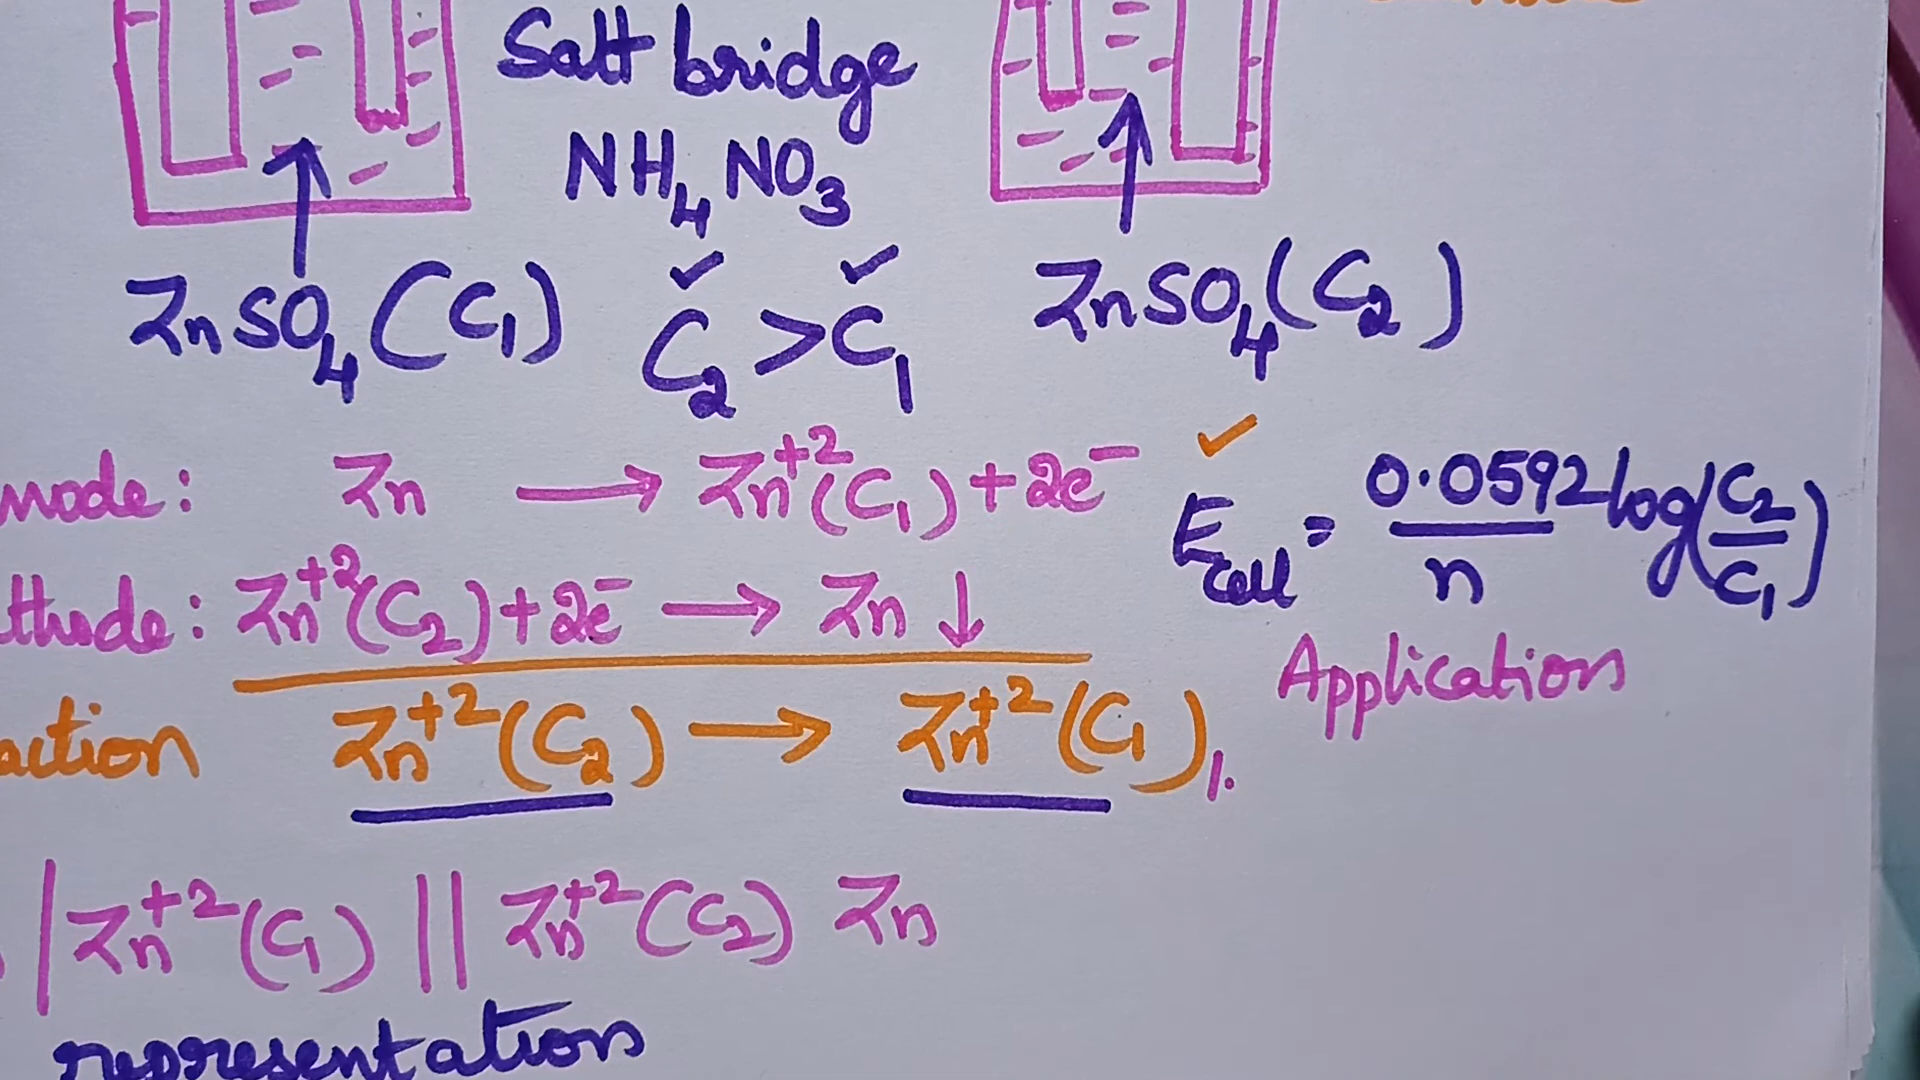 Salt bridge
NH₄NO₃
ZnSO₄(C₁) C₂>C₁ ZnSO₄(C₂)
node: Zn → Zn⁺²(C₁)+2e⁻
Ecell = 0.0592/n log(C₂/C₁)
thode: Zn⁺²(C₂)+2e⁻ → Zn↓
Application
action Zn⁺²(C₂) → Zn⁺²(C₁)
|Zn⁺²(C₁)||Zn⁺²(C₂) Zn
representation